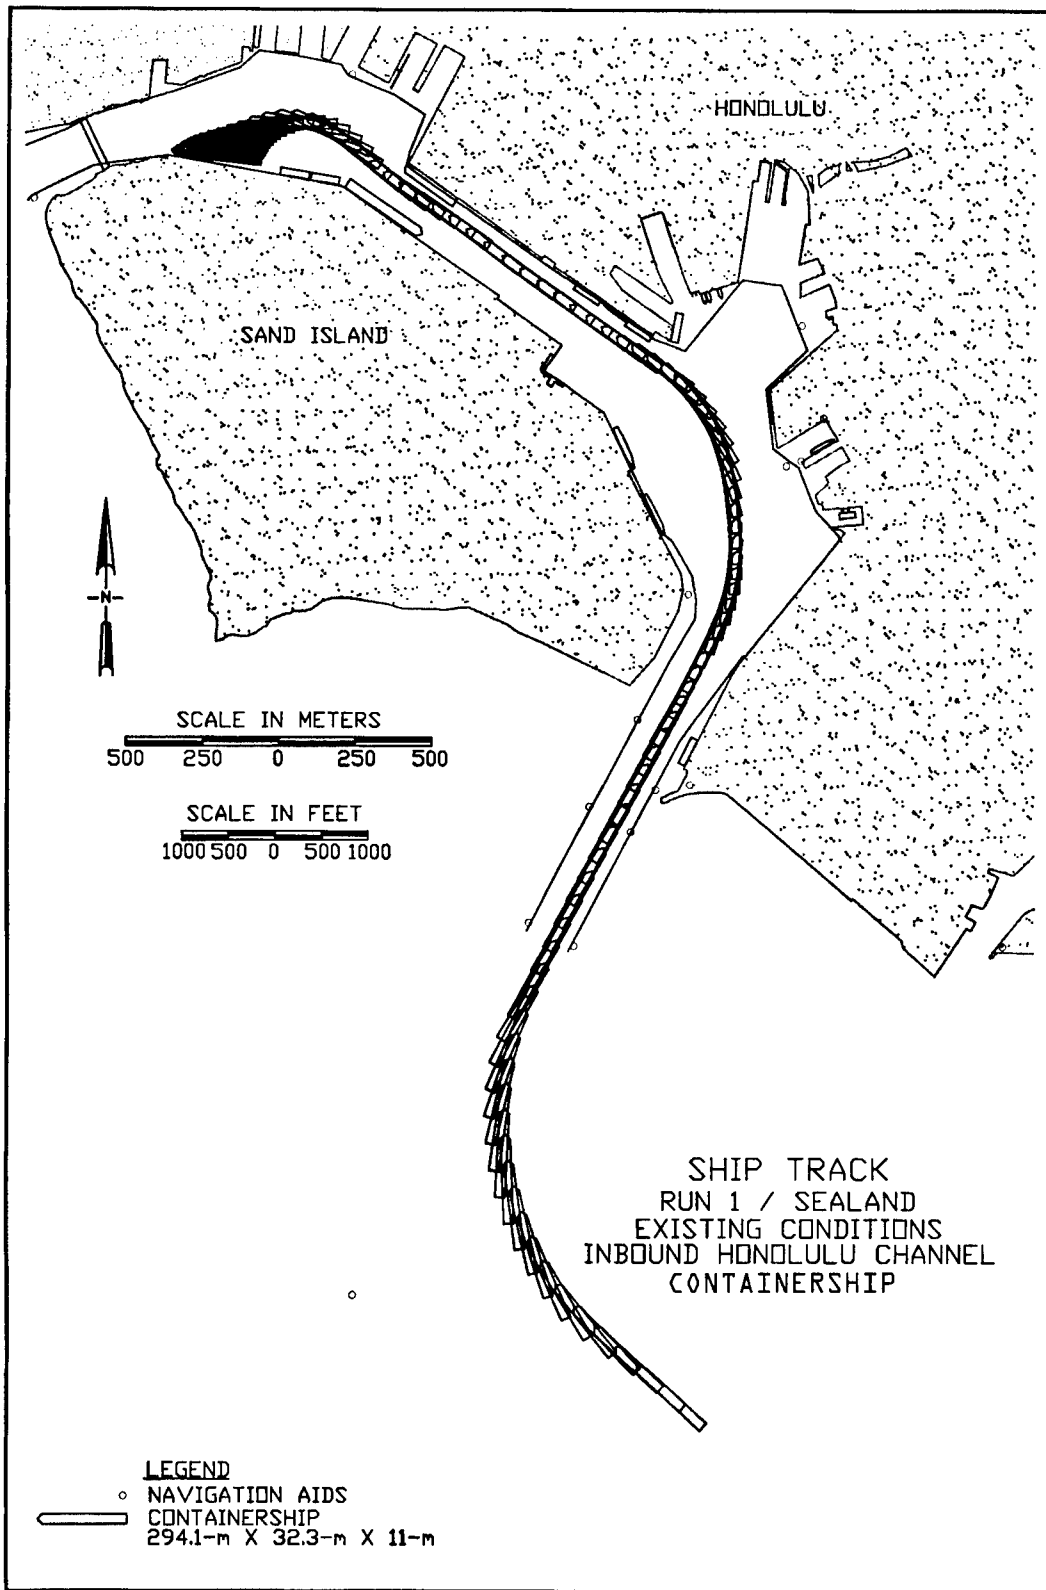 HONOLULU
SAND ISLAND
N
SCALE IN METERS
500 250 0 250 500
SCALE IN FEET
1000 500 0 500 1000
SHIP TRACK
RUN 1 / SEALAND
EXISTING CONDITIONS
INBOUND HONOLULU CHANNEL
CONTAINERSHIP
LEGEND
NAVIGATION AIDS
CONTAINERSHIP
294.1-m X 32.3-m X 11-m